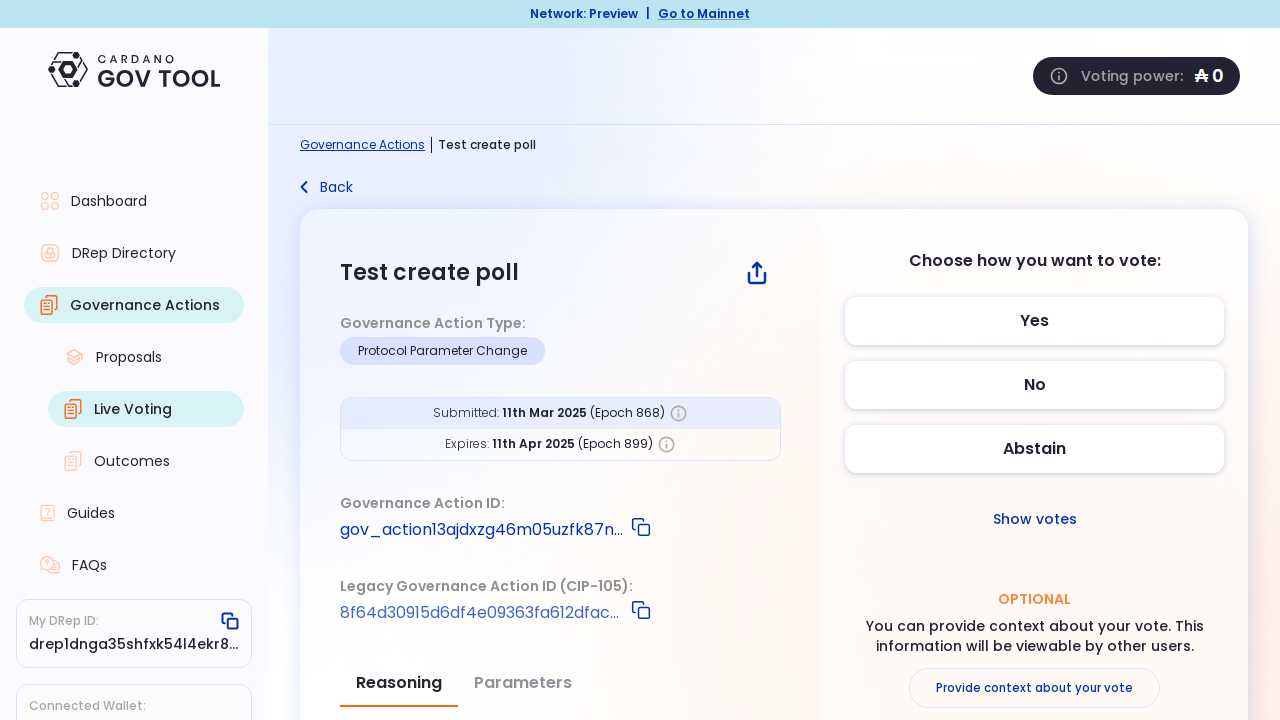 Network: Preview | Go to Mainnet
CARDANO
GOV TOOL
Voting power: ₳ 0
Governance Actions | Test create poll
Back
Dashboard
DRep Directory
Governance Actions
Proposals
Live Voting
Outcomes
Guides
FAQs
My DRep ID:
drep1dnga35shfxk54l4ekr8...
Connected Wallet:
Test create poll
Governance Action Type:
Protocol Parameter Change
Submitted: 11th Mar 2025 (Epoch 868)
Expires: 11th Apr 2025 (Epoch 899)
Governance Action ID:
gov_action13ajdxzg46m05uzfk87n...
Legacy Governance Action ID (CIP-105):
8f64d30915d6df4e09363fa612dfac...
Reasoning
Parameters
Choose how you want to vote:
Yes
No
Abstain
Show votes
OPTIONAL
You can provide context about your vote. This
information will be viewable by other users.
Provide context about your vote